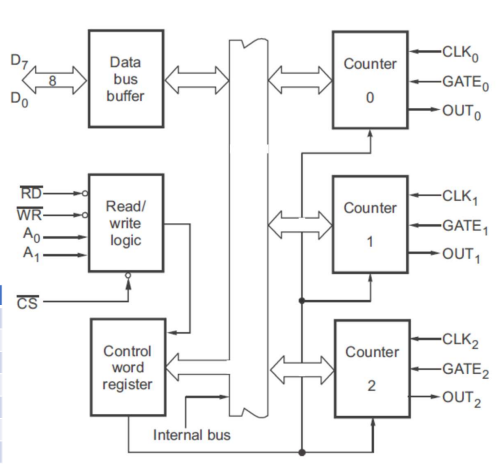 D7
8
D0
Data
bus
buffer
Counter
0
CLK0
GATE0
OUT0
RD
WR
A0
A1
CS
Read/
write
logic
Counter
1
CLK1
GATE1
OUT1
Control
word
register
Internal bus
Counter
2
CLK2
GATE2
OUT2